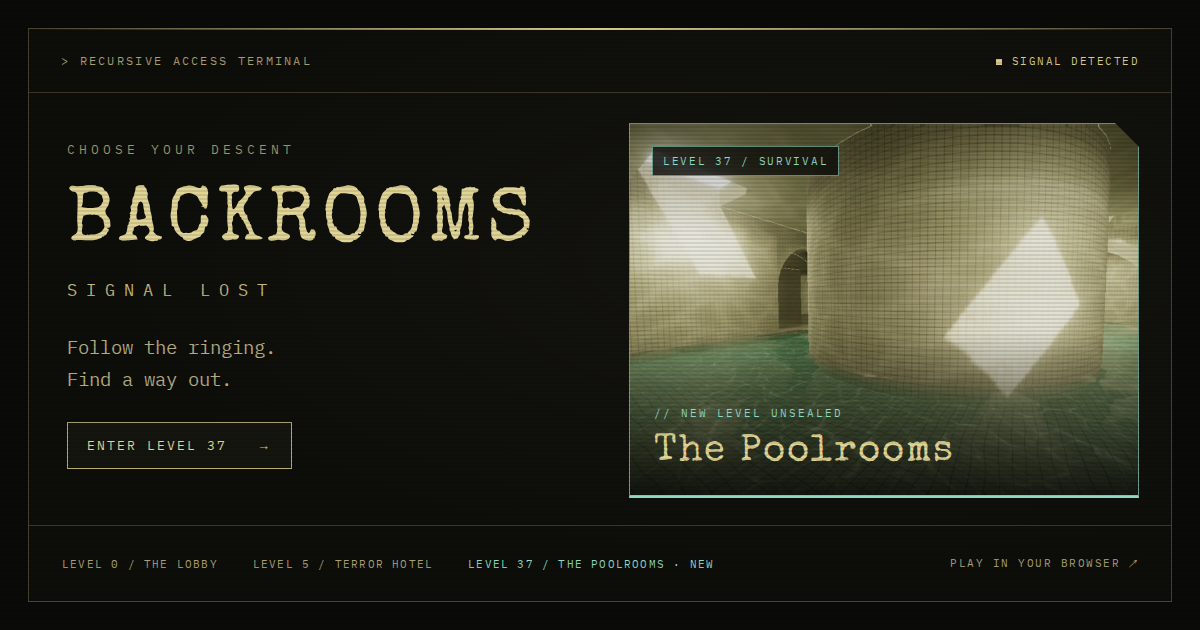 > RECURSIVE ACCESS TERMINAL
■ SIGNAL DETECTED
CHOOSE YOUR DESCENT
BACKROOMS
SIGNAL LOST
Follow the ringing.
Find a way out.
ENTER LEVEL 37 →
LEVEL 37 / SURVIVAL
// NEW LEVEL UNSEALED
The Poolrooms
LEVEL 0 / THE LOBBY
LEVEL 5 / TERROR HOTEL
LEVEL 37 / THE POOLROOMS · NEW
PLAY IN YOUR BROWSER ↗